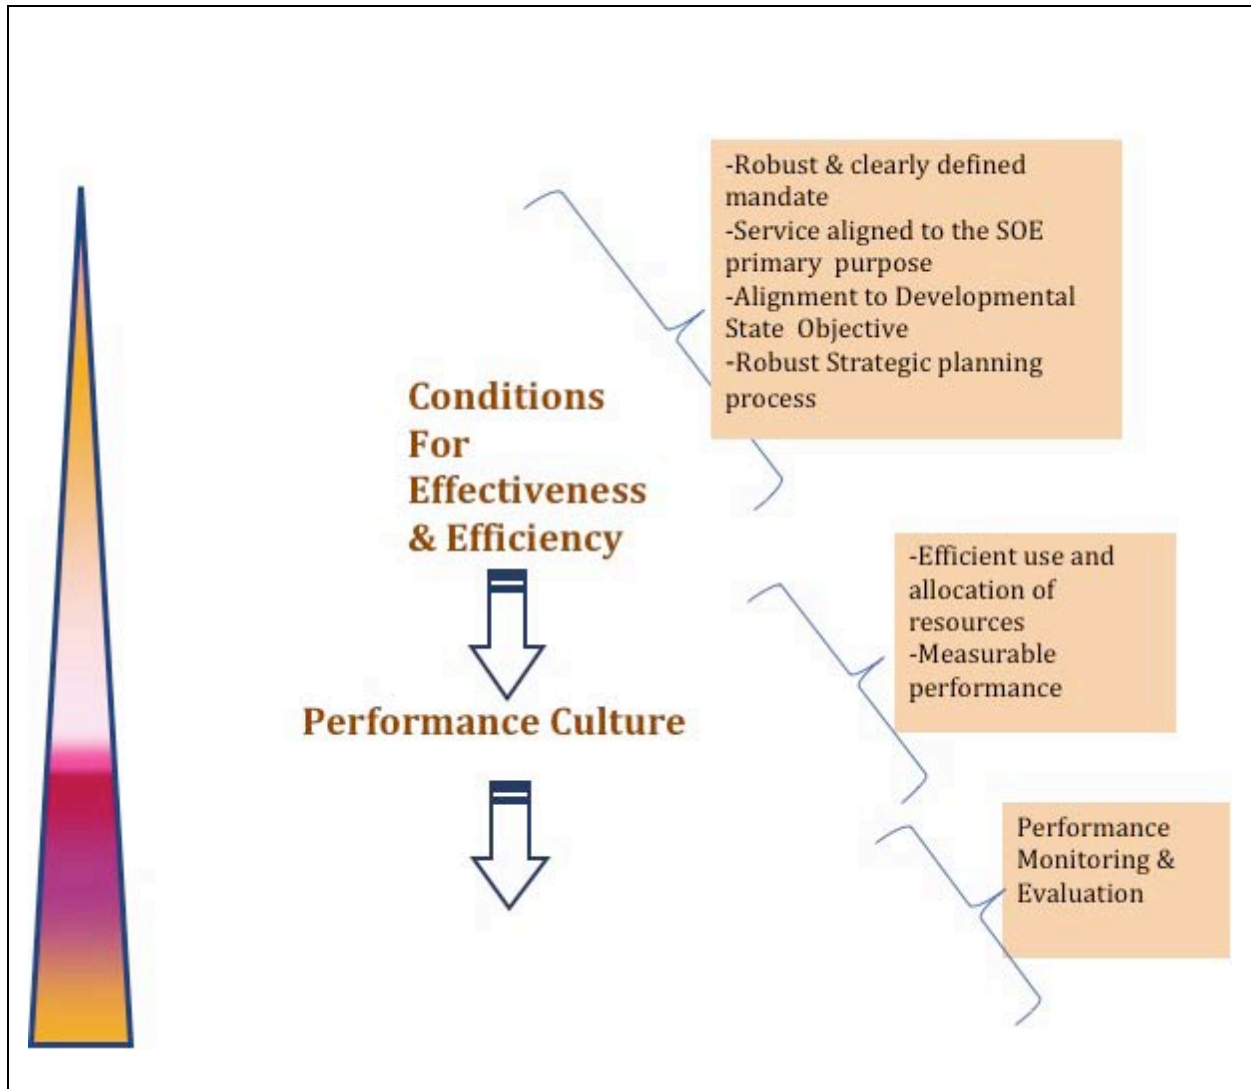 -Robust & clearly defined
mandate
-Service aligned to the SOE
primary purpose
-Alignment to Developmental
State Objective
-Robust Strategic planning
process
Conditions
For
Effectiveness
& Efficiency
-Efficient use and
allocation of
resources
-Measurable
performance
Performance Culture
Performance
Monitoring &
Evaluation